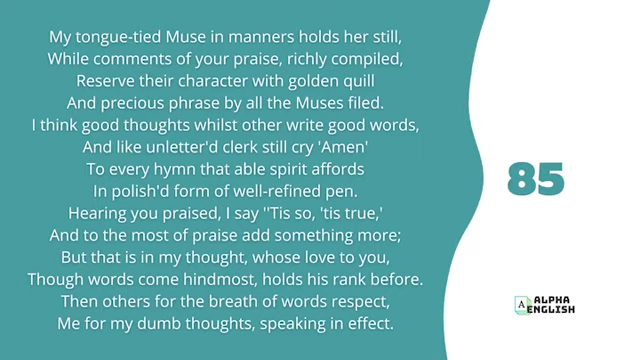 My tongue-tied Muse in manners holds her still,
While comments of your praise, richly compiled,
Reserve their character with golden quill
And precious phrase by all the Muses filed.
I think good thoughts whilst other write good words,
And like unletter'd clerk still cry 'Amen'
To every hymn that able spirit affords
In polish'd form of well-refined pen.
Hearing you praised, I say ''Tis so, 'tis true,'
And to the most of praise add something more;
But that is in my thought, whose love to you,
Though words come hindmost, holds his rank before.
Then others for the breath of words respect,
Me for my dumb thoughts, speaking in effect.
85
A
ALPHA
ENGLISH